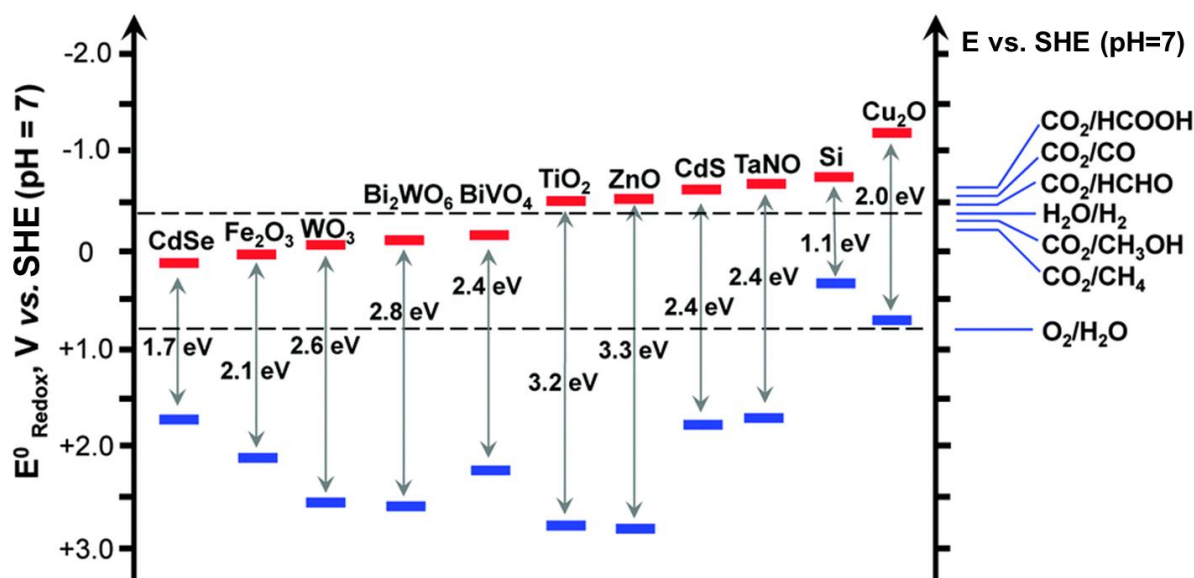 E⁰ Redox, V vs. SHE (pH = 7)
-2.0
-1.0
0
+1.0
+2.0
+3.0
CdSe
1.7 eV
Fe₂O₃
2.1 eV
WO₃
2.6 eV
Bi₂WO₆
2.8 eV
BiVO₄
2.4 eV
TiO₂
3.2 eV
ZnO
3.3 eV
CdS
2.4 eV
TaNO
2.4 eV
Si
1.1 eV
Cu₂O
2.0 eV
E vs. SHE (pH=7)
CO₂/HCOOH
CO₂/CO
CO₂/HCHO
H₂O/H₂
CO₂/CH₃OH
CO₂/CH₄
O₂/H₂O